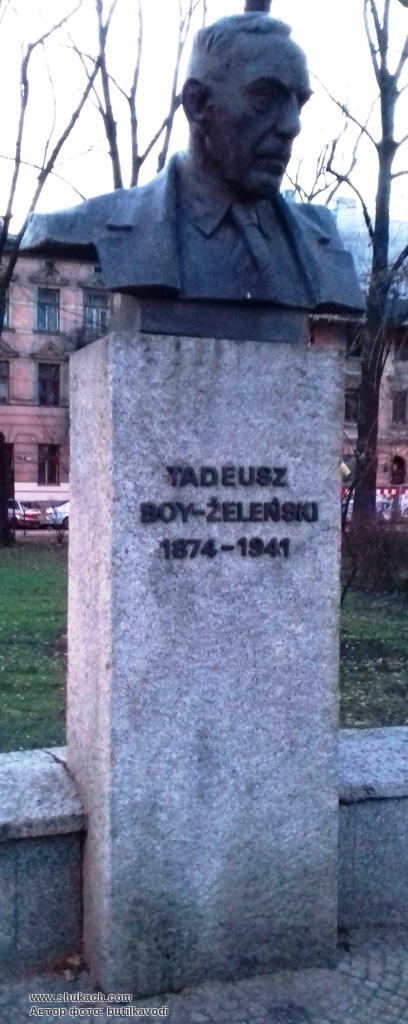 TADEUSZ
BOY-ŻELEŃSKI
1874-1941
www.shukach.com
Автор фото: butilkavodi